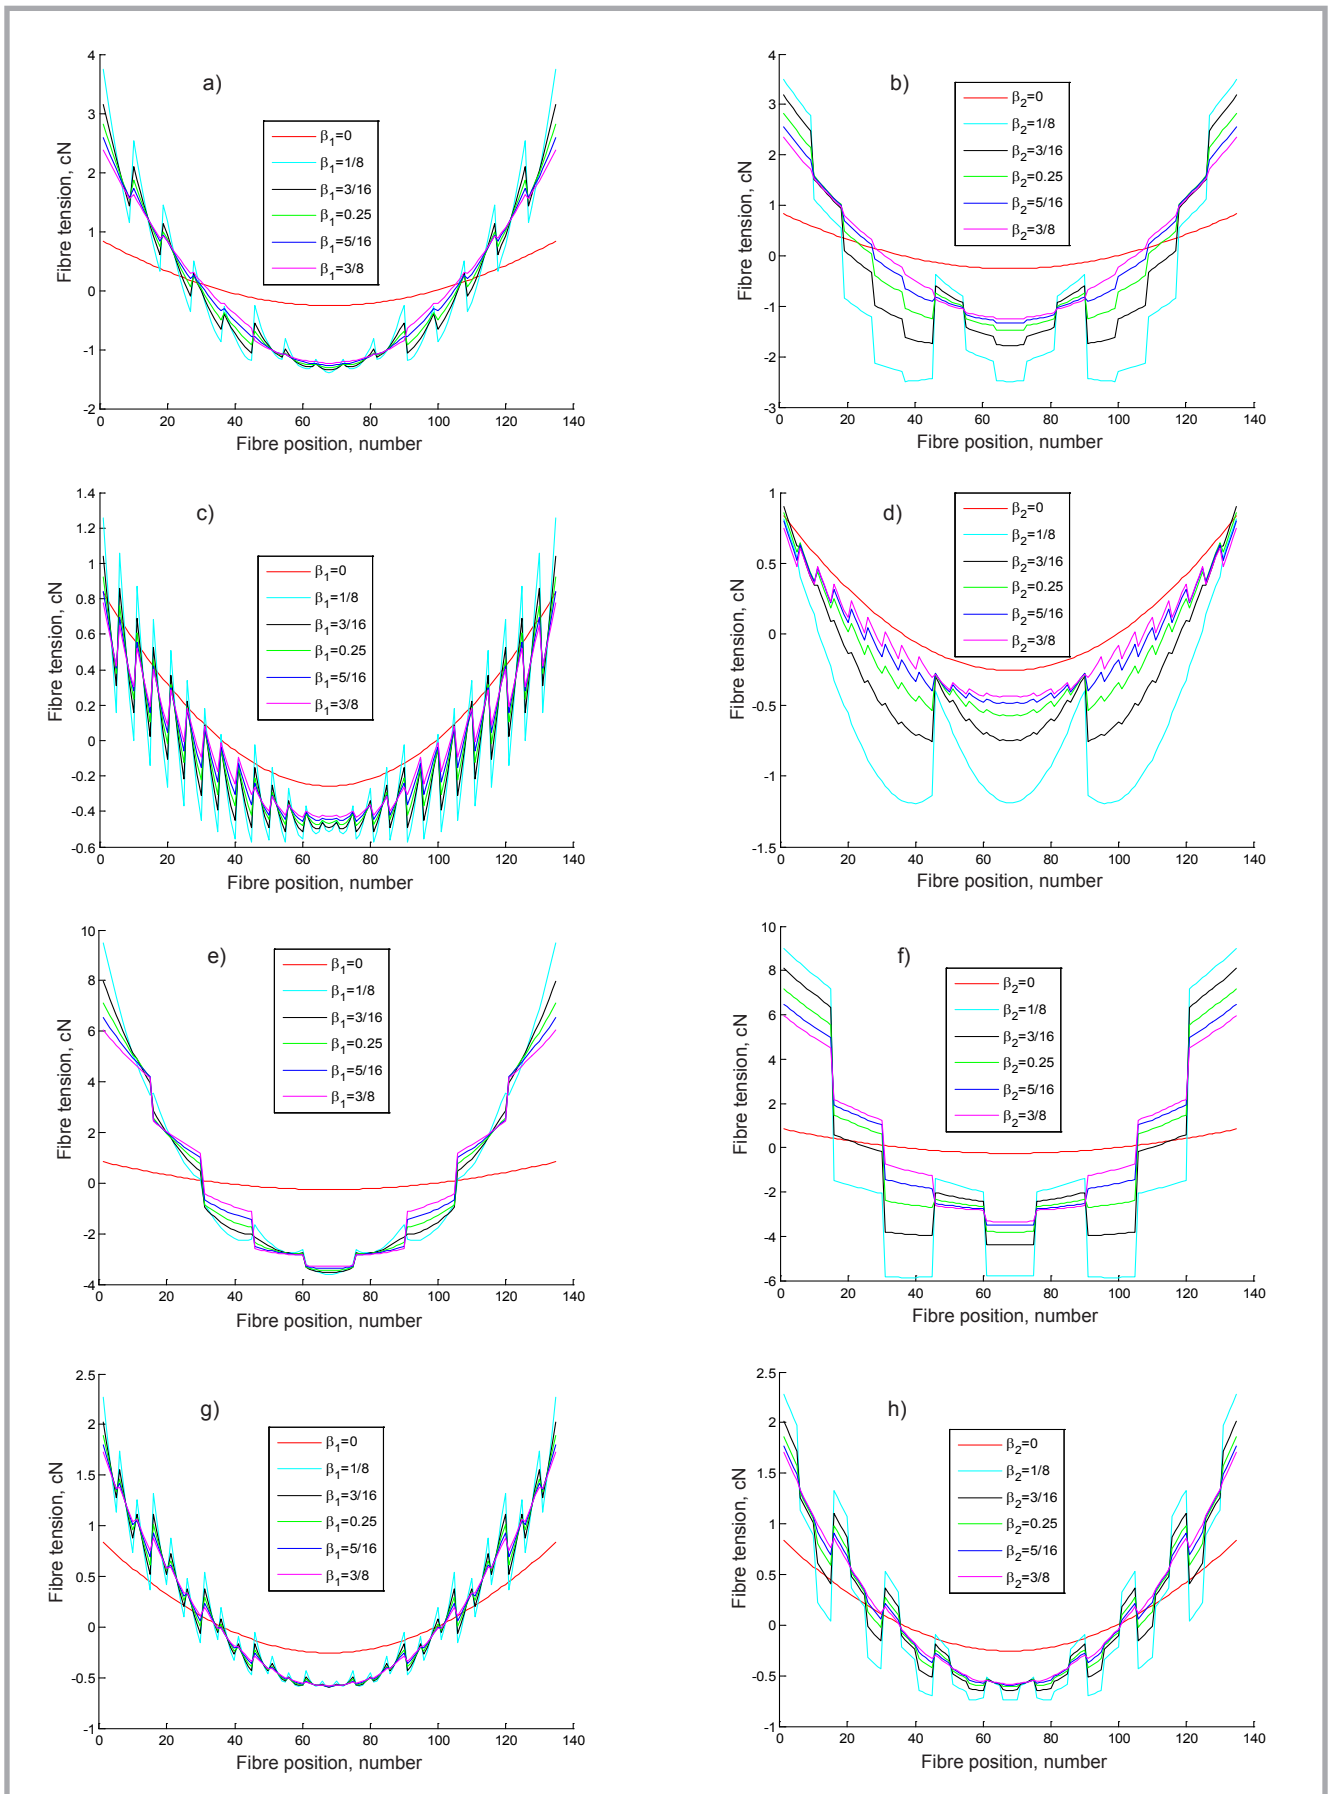 a)
Fibre tension, cN
4
3
2
1
0
-1
-2
0 20 40 60 80 100 120 140
Fibre position, number
β1=0
β1=1/8
β1=3/16
β1=0.25
β1=5/16
β1=3/8
b)
Fibre tension, cN
4
3
2
1
0
-1
-2
-3
0 20 40 60 80 100 120 140
Fibre position, number
β2=0
β2=1/8
β2=3/16
β2=0.25
β2=5/16
β2=3/8
c)
Fibre tension, cN
1.4
1.2
1
0.8
0.6
0.4
0.2
0
-0.2
-0.4
-0.6
0 20 40 60 80 100 120 140
Fibre position, number
β1=0
β1=1/8
β1=3/16
β1=0.25
β1=5/16
β1=3/8
d)
Fibre tension, cN
1
0.5
0
-0.5
-1
-1.5
0 20 40 60 80 100 120 140
Fibre position, number
β2=0
β2=1/8
β2=3/16
β2=0.25
β2=5/16
β2=3/8
e)
Fibre tension, cN
10
8
6
4
2
0
-2
-4
0 20 40 60 80 100 120 140
Fibre position, number
β1=0
β1=1/8
β1=3/16
β1=0.25
β1=5/16
β1=3/8
f)
Fibre tension, cN
10
8
6
4
2
0
-2
-4
-6
0 20 40 60 80 100 120 140
Fibre position, number
β2=0
β2=1/8
β2=3/16
β2=0.25
β2=5/16
β2=3/8
g)
Fibre tension, cN
2.5
2
1.5
1
0.5
0
-0.5
-1
0 20 40 60 80 100 120 140
Fibre position, number
β1=0
β1=1/8
β1=3/16
β1=0.25
β1=5/16
β1=3/8
h)
Fibre tension, cN
2.5
2
1.5
1
0.5
0
-0.5
-1
0 20 40 60 80 100 120 140
Fibre position, number
β2=0
β2=1/8
β2=3/16
β2=0.25
β2=5/16
β2=3/8